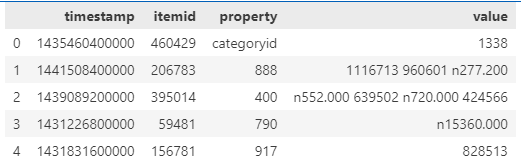 timestamp itemid property value
0 1435460400000 460429 categoryid 1338
1 1441508400000 206783 888 1116713 960601 n277.200
2 1439089200000 395014 400 n552.000 639502 n720.000 424566
3 1431226800000 59481 790 n15360.000
4 1431831600000 156781 917 828513